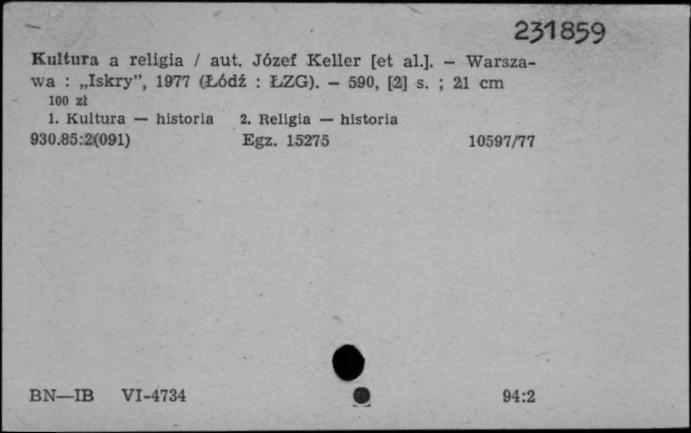 231859
Kultura a religia / aut. Józef Keller [et al.]. — Warsza-
wa : „Iskry”, 1977 (Łódź : ŁZG). — 590, [2] s. ; 21 cm
100 zł
1. Kultura — historia 2. Religia — historia
930.85:2(091) Egz. 15275 10597/77
BN—IB VI-4734 94:2